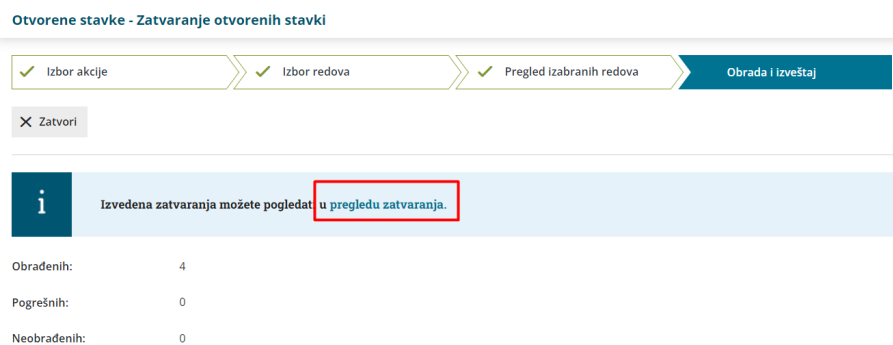 Otvorene stavke - Zatvaranje otvorenih stavki
Izbor akcije
Izbor redova
Pregled izabranih redova
Obrada i izveštaj
Zatvori
i
Izvedena zatvaranja možete pogledati u pregledu zatvaranja.
Obrađenih: 4
Pogrešnih: 0
Neobrađenih: 0